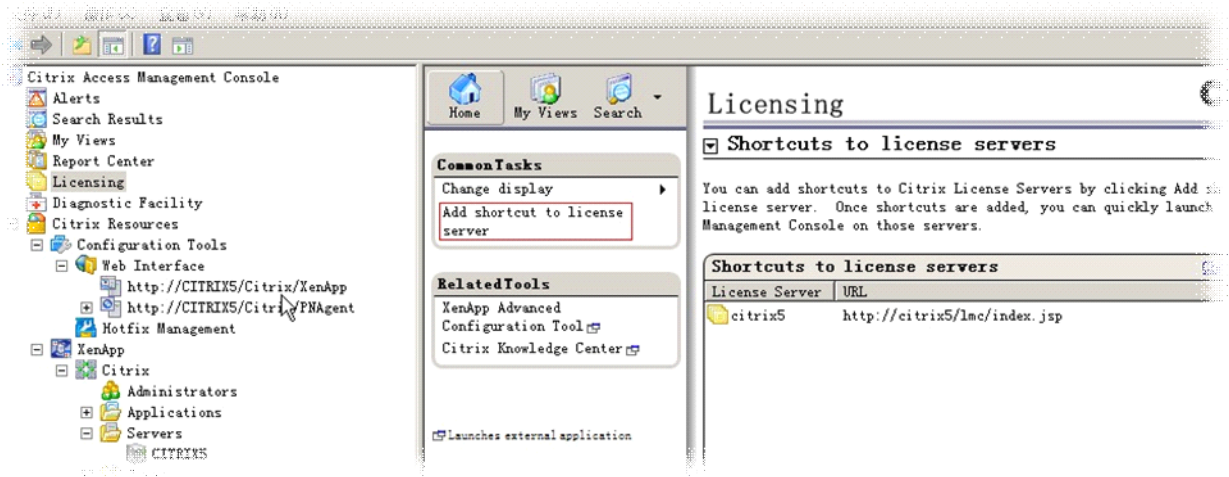 Citrix Access Management Console
Alerts
Search Results
My Views
Report Center
Licensing
Diagnostic Facility
Citrix Resources
Configuration Tools
Web Interface
http://CITRIX5/Citrix/XenApp
http://CITRIX5/Citrix/PNAgent
Hotfix Management
XenApp
Citrix
Administrators
Applications
Servers
CITRIX5
Home
My Views
Search
CommonTasks
Change display
Add shortcut to license
server
RelatedTools
XenApp Advanced
Configuration Tool
Citrix Knowledge Center
Launches external application
Licensing
Shortcuts to license servers
You can add shortcuts to Citrix License Servers by clicking Add
license server. Once shortcuts are added, you can quickly launch
Management Console on those servers.
Shortcuts to license servers
License Server URL
citrix5 http://citrix5/lmc/index.jsp